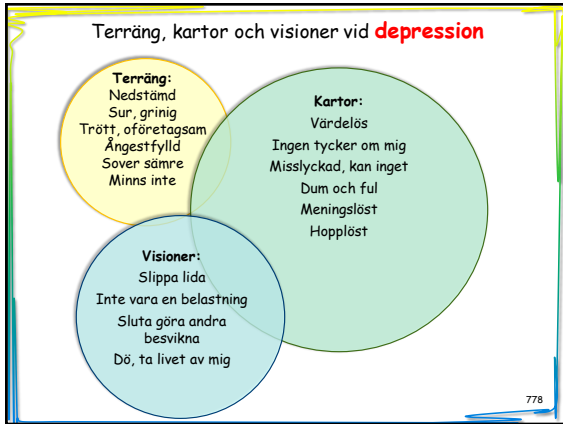 Terräng, kartor och visioner vid depression
Terräng:
Nedstämd
Sur, grinig
Trött, oföretagsam
Ångestfylld
Sover sämre
Minns inte
Kartor:
Värdelös
Ingen tycker om mig
Misslyckad, kan inget
Dum och ful
Meningslöst
Hopplöst
Visioner:
Slippa lida
Inte vara en belastning
Sluta göra andra
besvikna
Dö, ta livet av mig
778